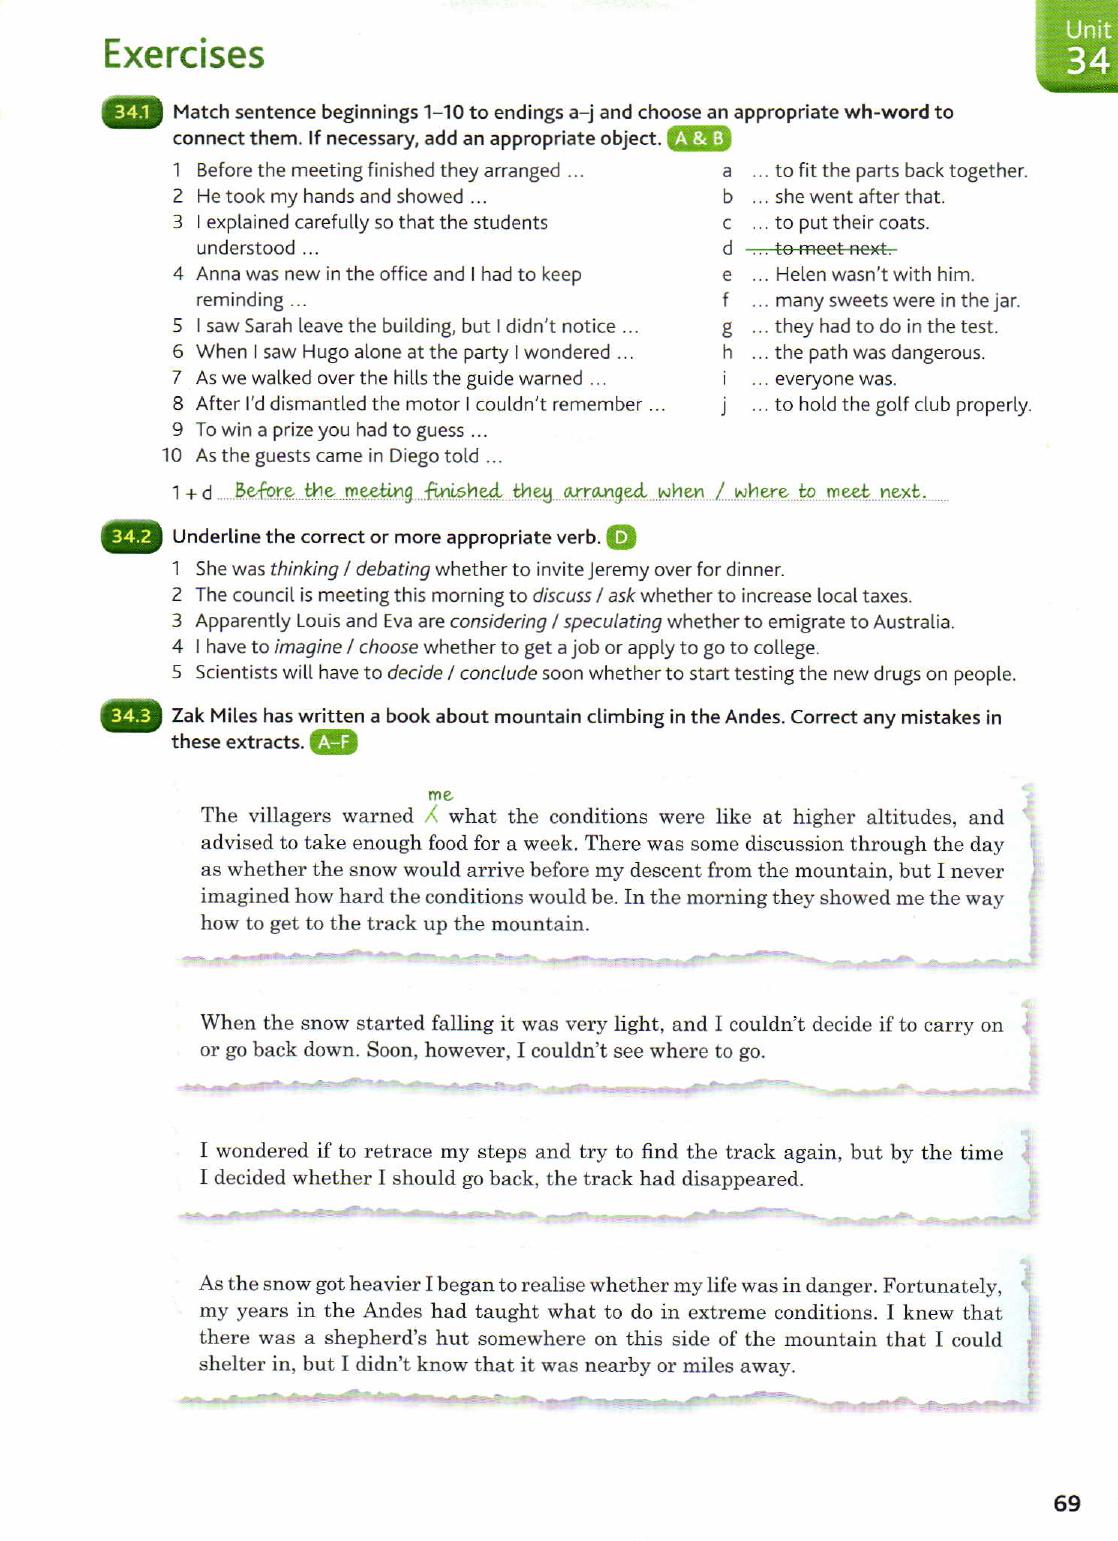 Unit
34
Exercises
34.1 Match sentence beginnings 1–10 to endings a–j and choose an appropriate wh-word to
connect them. If necessary, add an appropriate object. A & B
1 Before the meeting finished they arranged ...
2 He took my hands and showed ...
3 I explained carefully so that the students
understood ...
4 Anna was new in the office and I had to keep
reminding ...
5 I saw Sarah leave the building, but I didn't notice ...
6 When I saw Hugo alone at the party I wondered ...
7 As we walked over the hills the guide warned ...
8 After I'd dismantled the motor I couldn't remember ...
9 To win a prize you had to guess ...
10 As the guests came in Diego told ...
a ... to fit the parts back together.
b ... she went after that.
c ... to put their coats.
d ... to meet next.
e ... Helen wasn't with him.
f ... many sweets were in the jar.
g ... they had to do in the test.
h ... the path was dangerous.
i ... everyone was.
j ... to hold the golf club properly.
1 + d Before the meeting finished they arranged when / where to meet next.
34.2 Underline the correct or more appropriate verb. D
1 She was thinking / debating whether to invite Jeremy over for dinner.
2 The council is meeting this morning to discuss / ask whether to increase local taxes.
3 Apparently Louis and Eva are considering / speculating whether to emigrate to Australia.
4 I have to imagine / choose whether to get a job or apply to go to college.
5 Scientists will have to decide / conclude soon whether to start testing the new drugs on people.
34.3 Zak Miles has written a book about mountain climbing in the Andes. Correct any mistakes in
these extracts. A–F
me
The villagers warned ⁁ what the conditions were like at higher altitudes, and
advised to take enough food for a week. There was some discussion through the day
as whether the snow would arrive before my descent from the mountain, but I never
imagined how hard the conditions would be. In the morning they showed me the way
how to get to the track up the mountain.
When the snow started falling it was very light, and I couldn't decide if to carry on
or go back down. Soon, however, I couldn't see where to go.
I wondered if to retrace my steps and try to find the track again, but by the time
I decided whether I should go back, the track had disappeared.
As the snow got heavier I began to realise whether my life was in danger. Fortunately,
my years in the Andes had taught what to do in extreme conditions. I knew that
there was a shepherd's hut somewhere on this side of the mountain that I could
shelter in, but I didn't know that it was nearby or miles away.
69